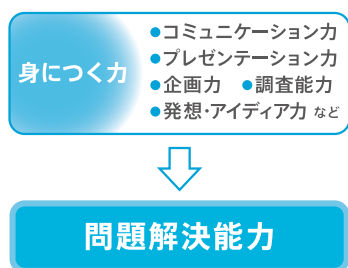 身につく力
●コミュニケーション力
●プレゼンテーション力
●企画力 ●調査能力
●発想・アイディア力 など
問題解決能力